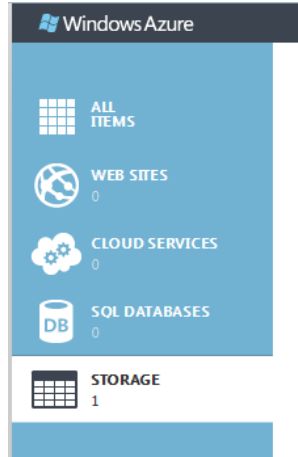 Windows Azure
ALL
ITEMS
WEB SITES
0
CLOUD SERVICES
0
DB
SQL DATABASES
0
STORAGE
1